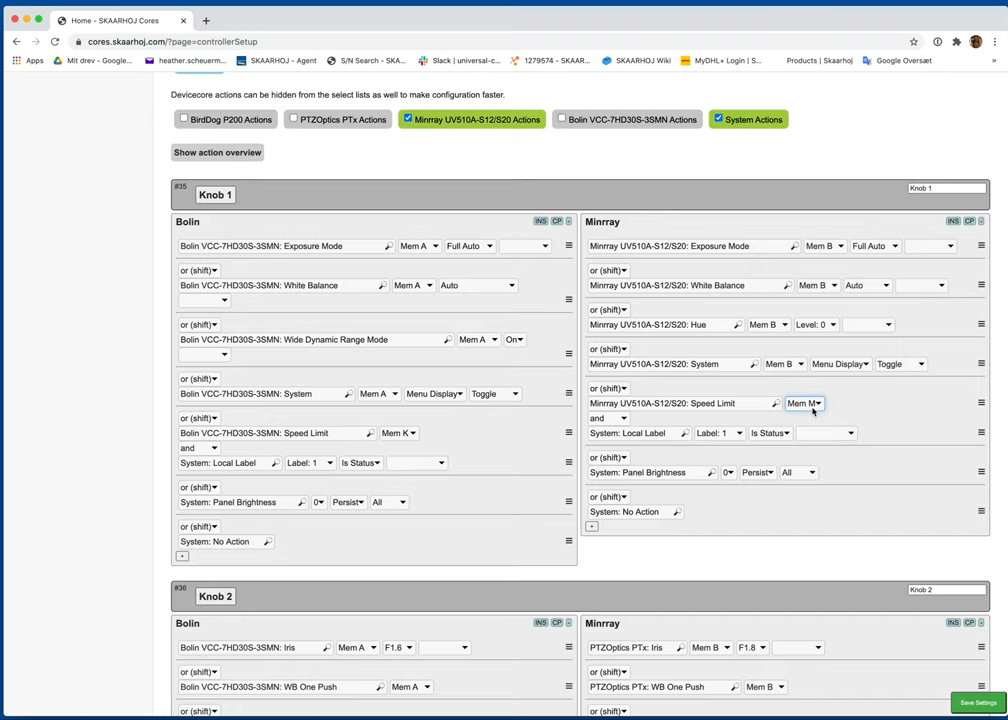 Home - SKAARHOJ Cores
cores.skaarhoj.com/?page=controllerSetup
Apps
Mit drev - Google...
heather.scheuerm...
SKAARHOJ - Agent
S/N Search - SKA...
Slack | universal-c...
1279574 - SKAAR...
SKAARHOJ Wiki
MyDHL+ Login | S...
Products | Skaarhoj
Google Oversæt
»
Devicecore actions can be hidden from the select lists as well to make configuration faster.
BirdDog P200 Actions
PTZOptics PTx Actions
Minrray UV510A-S12/S20 Actions
Bolin VCC-7HD30S-3SMN Actions
System Actions
Show action overview
#35
Knob 1
Knob 1
Bolin
INS CP -
Bolin VCC-7HD30S-3SMN: Exposure Mode Mem A Full Auto
or (shift)
Bolin VCC-7HD30S-3SMN: White Balance Mem A Auto
or (shift)
Bolin VCC-7HD30S-3SMN: Wide Dynamic Range Mode Mem A On
or (shift)
Bolin VCC-7HD30S-3SMN: System Mem A Menu Display Toggle
or (shift)
Bolin VCC-7HD30S-3SMN: Speed Limit Mem K
and
System: Local Label Label: 1 Is Status
or (shift)
System: Panel Brightness 0 Persist All
or (shift)
System: No Action
+
Minrray
INS CP -
Minrray UV510A-S12/S20: Exposure Mode Mem B Full Auto
or (shift)
Minrray UV510A-S12/S20: White Balance Mem B Auto
or (shift)
Minrray UV510A-S12/S20: Hue Mem B Level: 0
or (shift)
Minrray UV510A-S12/S20: System Mem B Menu Display Toggle
or (shift)
Minrray UV510A-S12/S20: Speed Limit Mem M
and
System: Local Label Label: 1 Is Status
or (shift)
System: Panel Brightness 0 Persist All
or (shift)
System: No Action
+
#36
Knob 2
Knob 2
Bolin
INS CP -
Bolin VCC-7HD30S-3SMN: Iris Mem A F1.6
or (shift)
Bolin VCC-7HD30S-3SMN: WB One Push Mem A
or (shift)
Minrray
INS CP -
PTZOptics PTx: Iris Mem B F1.8
or (shift)
PTZOptics PTx: WB One Push Mem B
or (shift)
Save Settings